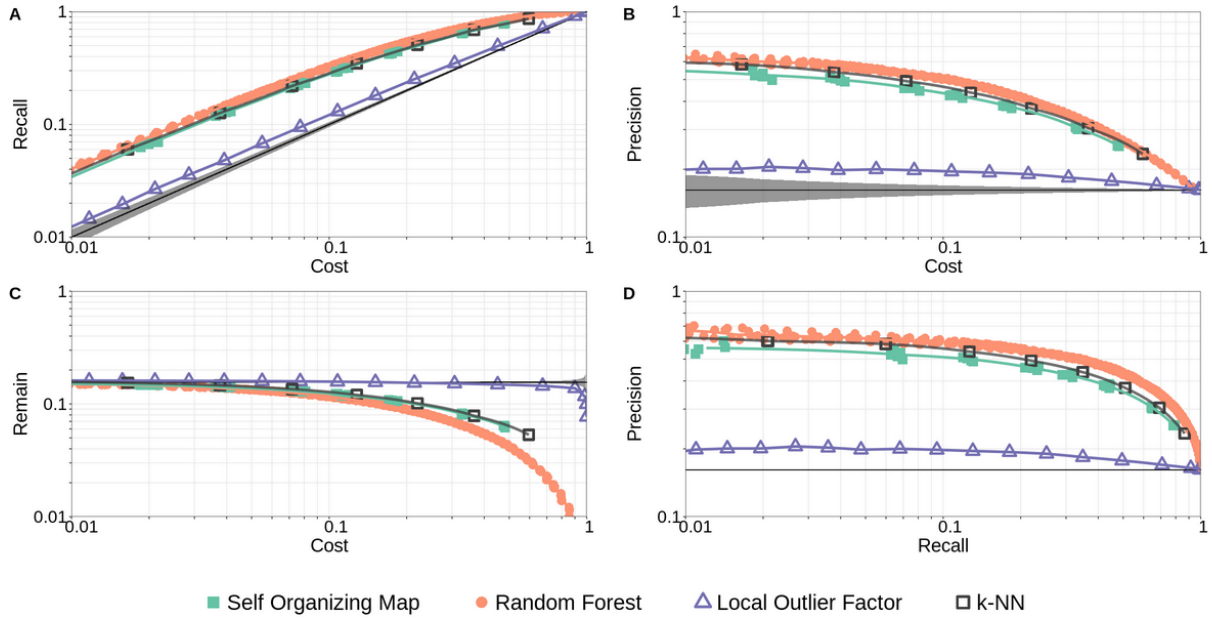 A
1
0.1
0.01
Recall
0.01
0.1
1
Cost
B
1
0.1
Precision
0.01
0.1
1
Cost
C
1
0.1
0.01
Remain
0.01
0.1
1
Cost
D
1
0.1
Precision
0.01
0.1
1
Recall
Self Organizing Map
Random Forest
Local Outlier Factor
k-NN